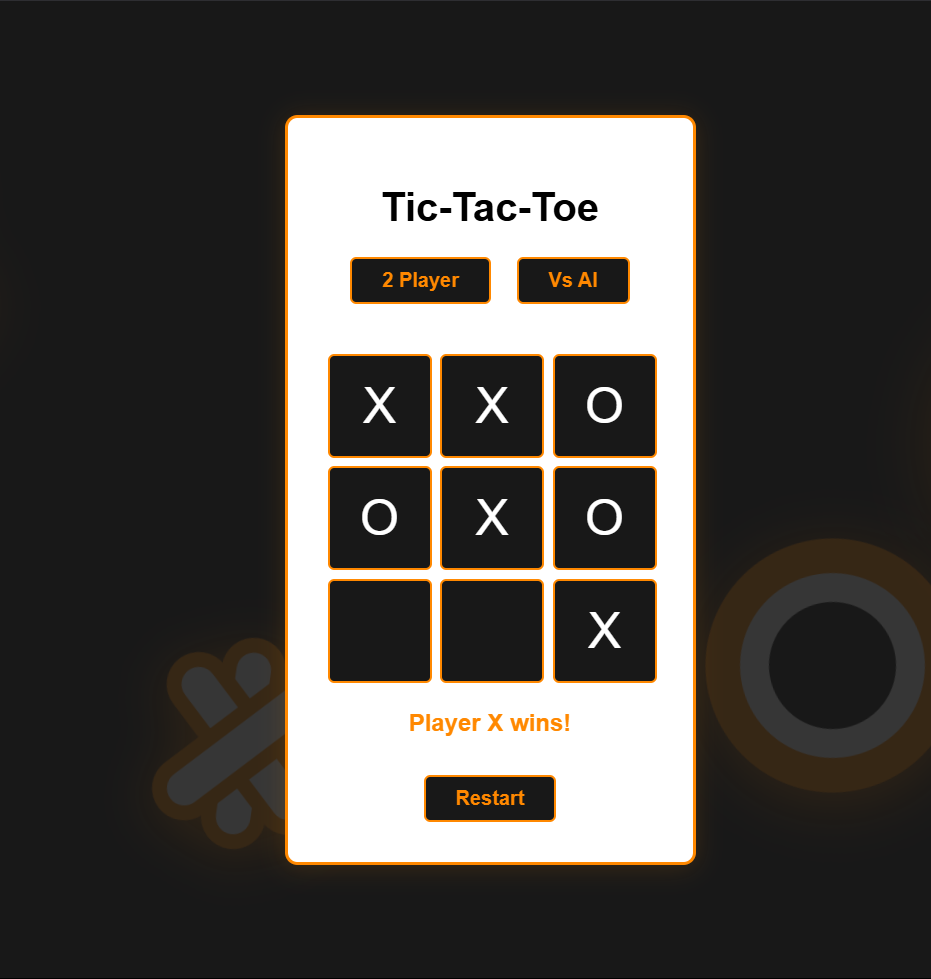 Tic-Tac-Toe
2 Player Vs AI
X X O
O X O
X
Player X wins!
Restart